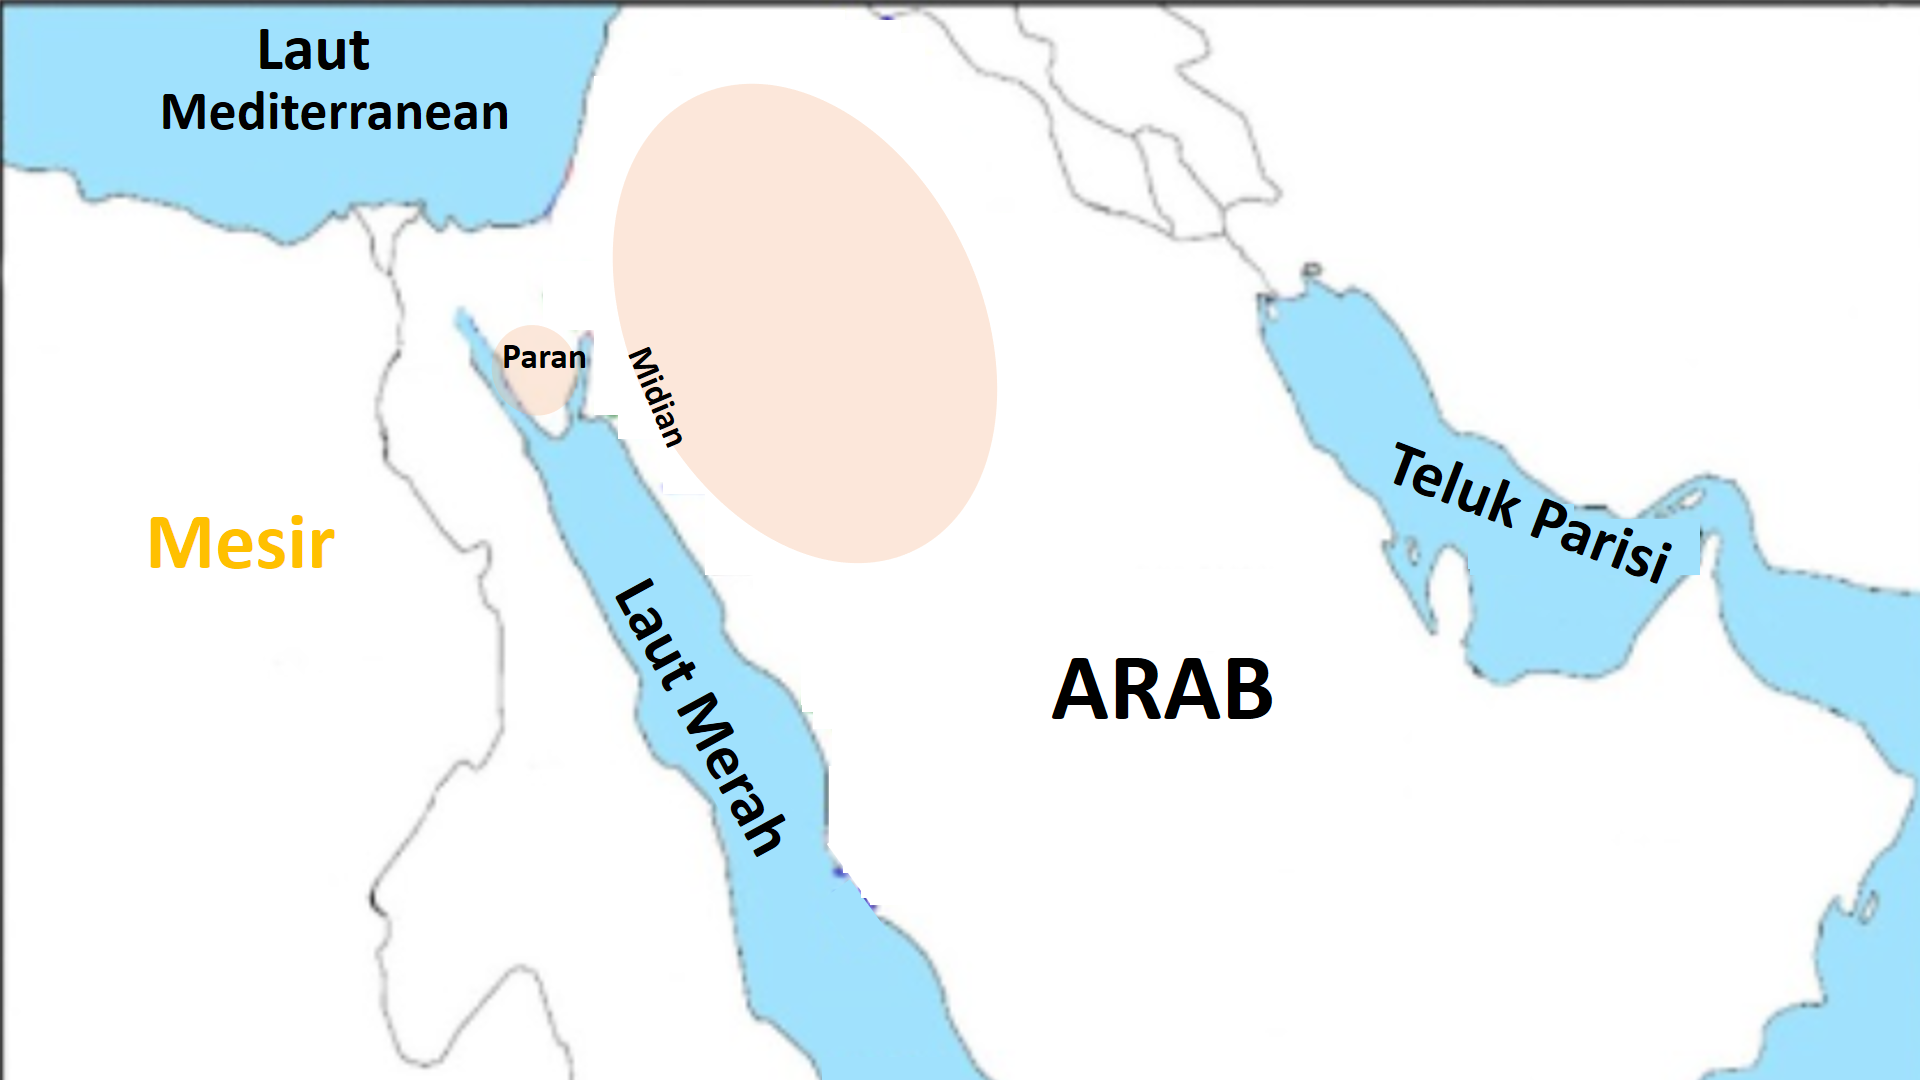 Laut
Mediterranean
Paran
Midian
Teluk Parisi
Mesir
Laut Merah
ARAB